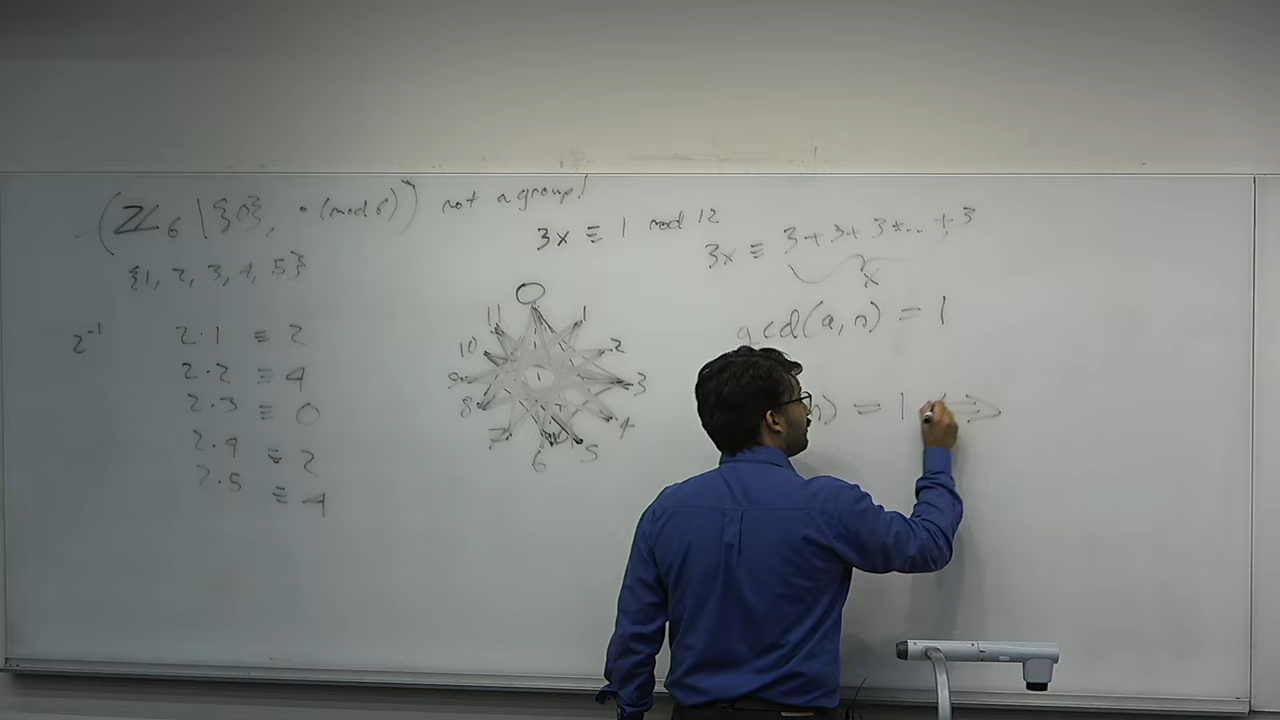 (ℤ₆ \ {0}, · (mod 6)) not a group!
{1, 2, 3, 4, 5}
2⁻¹
2·1 ≡ 2
2·2 ≡ 4
2·3 ≡ 0
2·4 ≡ 2
2·5 ≡ 4
3x ≡ 1 mod 12
0
1
2
3
4
5
6
7
8
9
10
11
3x ≡ 3+3+3+...+3
x
gcd(a,n) = 1
n) = 1 ⇔